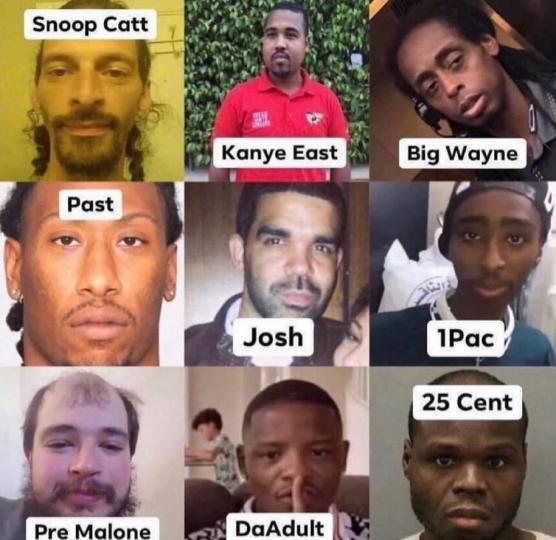 Snoop Catt
Kanye East
Big Wayne
Past
Josh
1Pac
Pre Malone
DaAdult
25 Cent